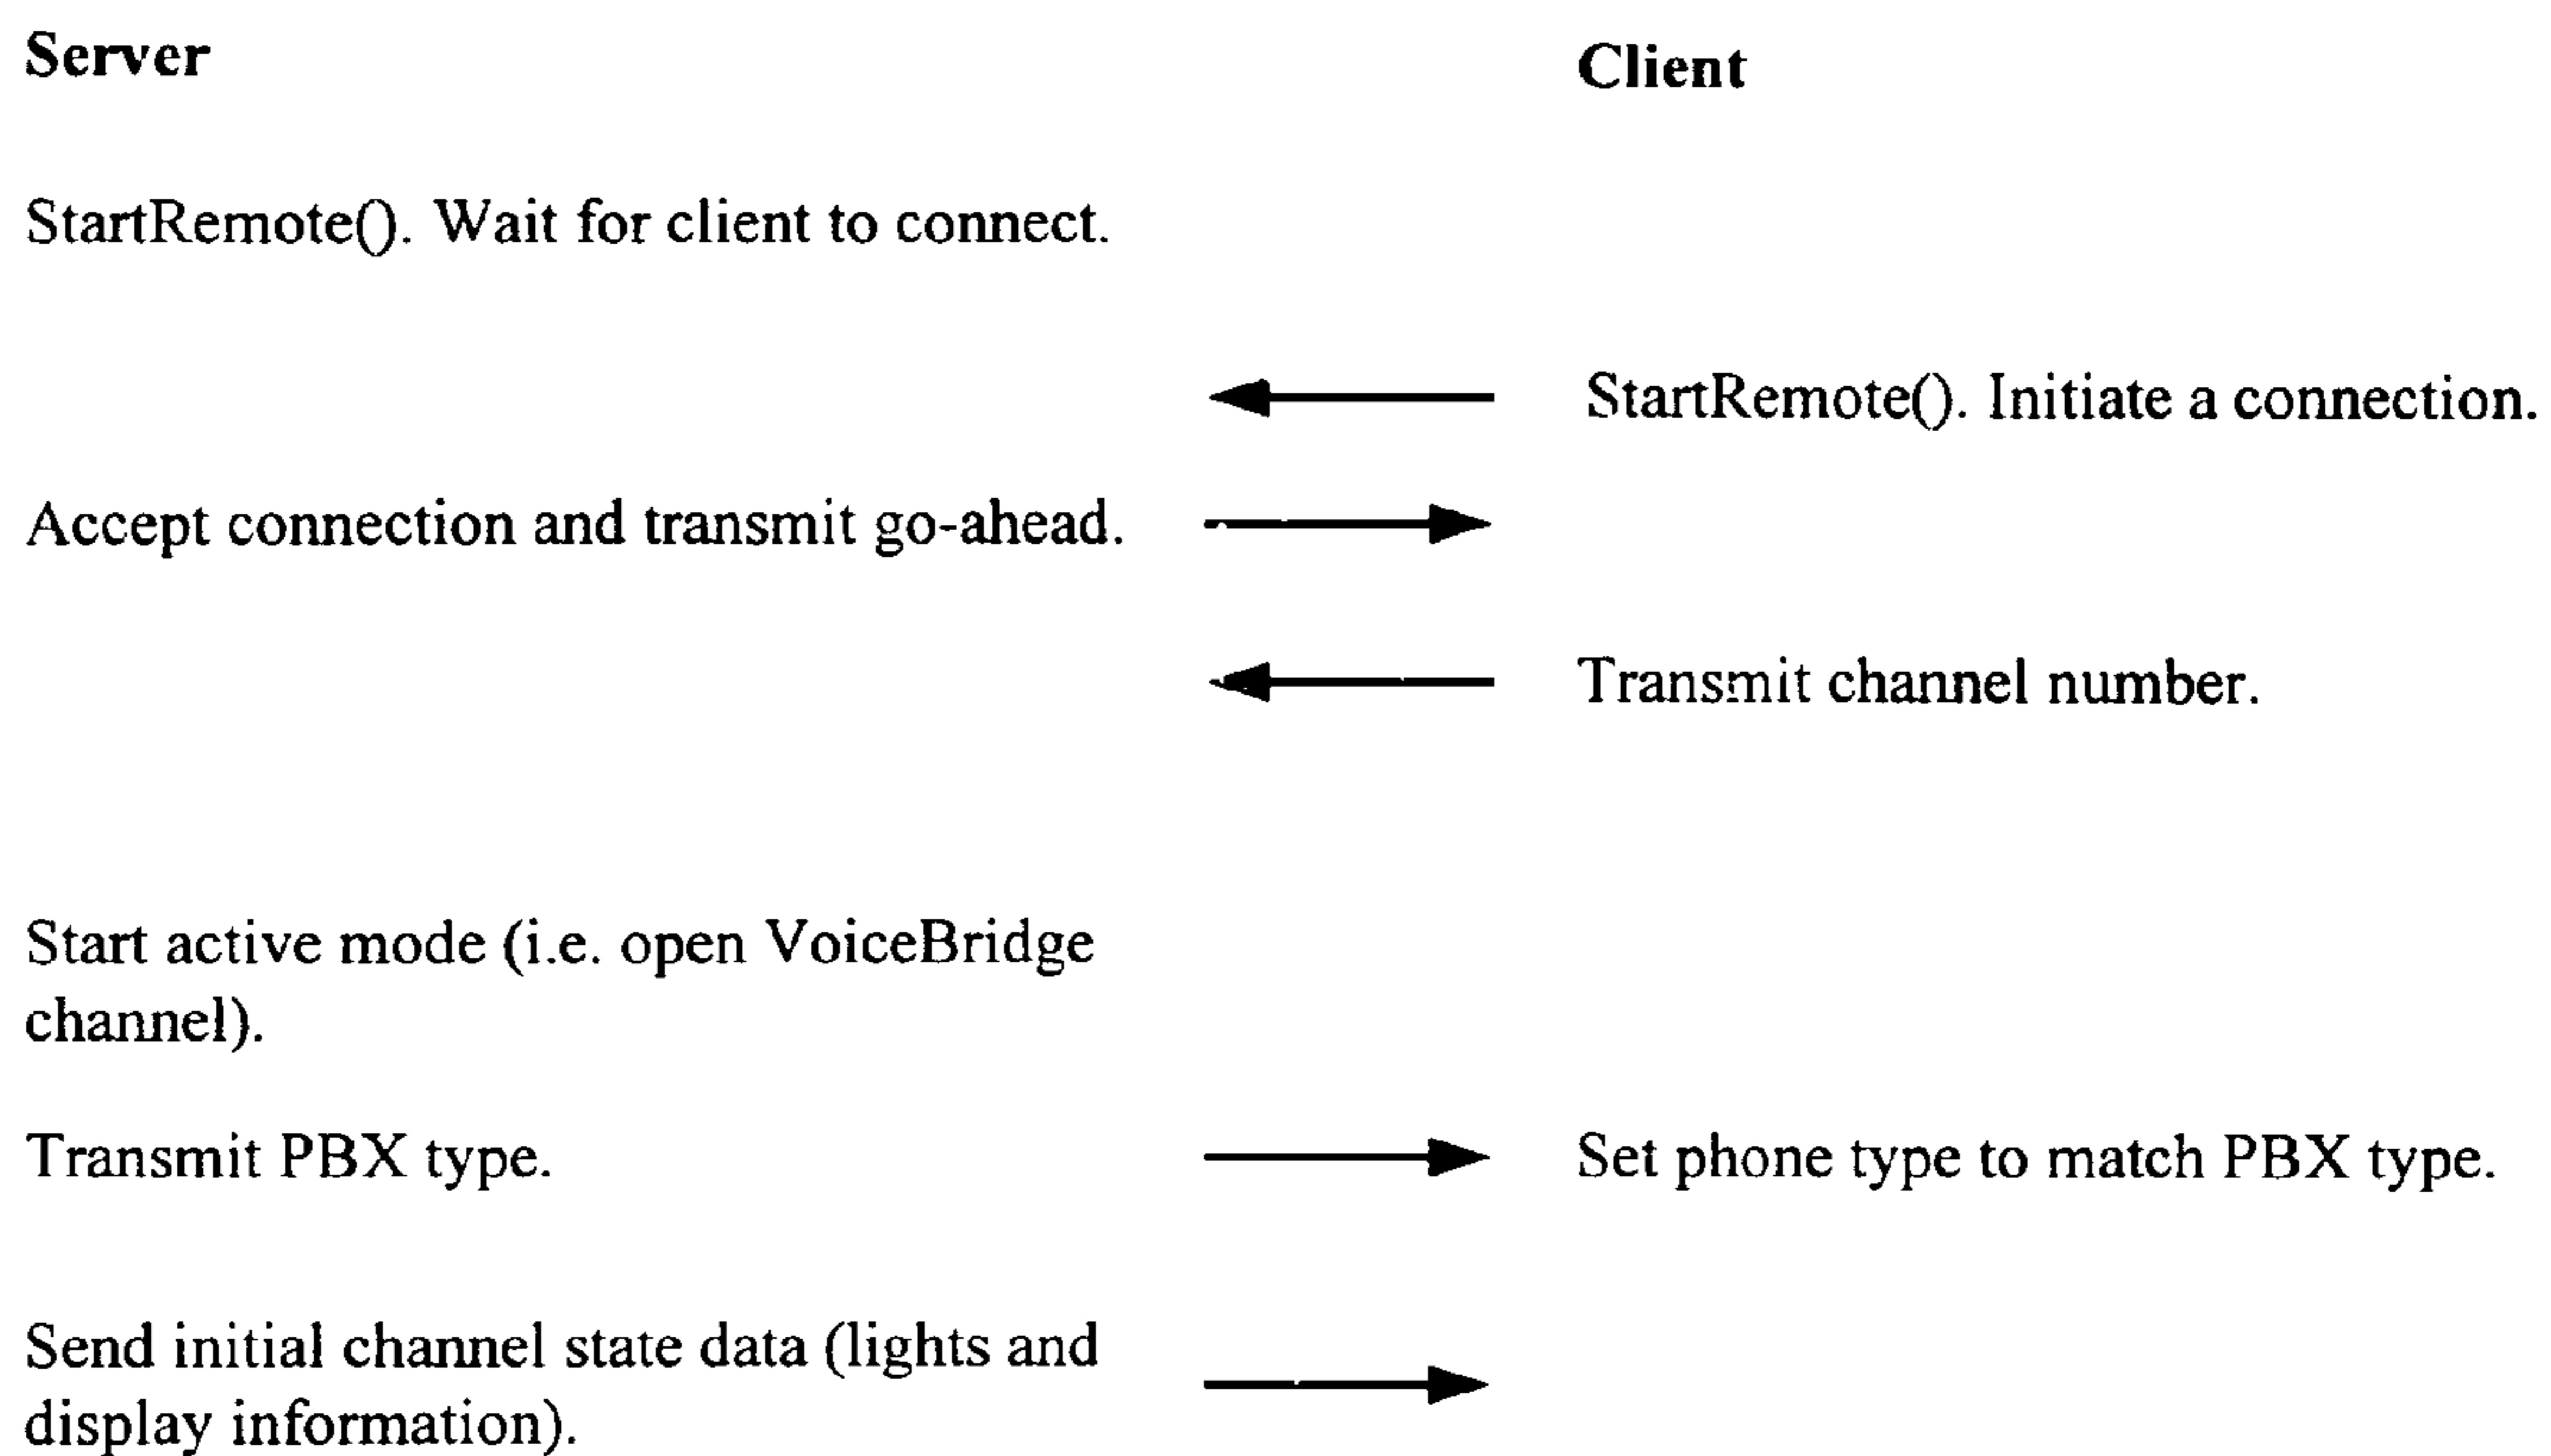 Server
Client
StartRemote(). Wait for client to connect.
StartRemote(). Initiate a connection.
Accept connection and transmit go-ahead.
Transmit channel number.
Start active mode (i.e. open VoiceBridge
channel).
Transmit PBX type.
Set phone type to match PBX type.
Send initial channel state data (lights and
display information).